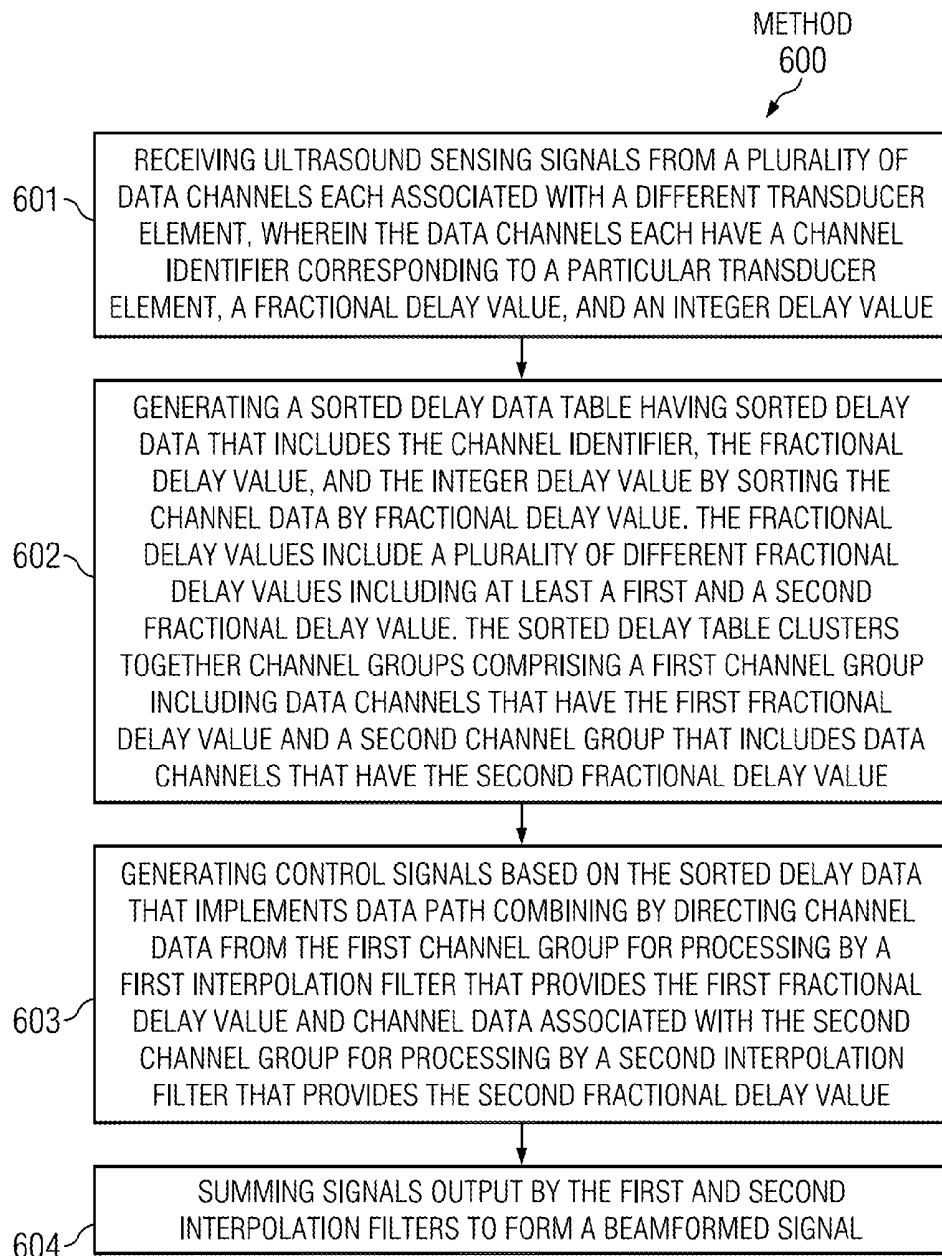 METHOD
600
601
RECEIVING ULTRASOUND SENSING SIGNALS FROM A PLURALITY OF
DATA CHANNELS EACH ASSOCIATED WITH A DIFFERENT TRANSDUCER
ELEMENT, WHEREIN THE DATA CHANNELS EACH HAVE A CHANNEL
IDENTIFIER CORRESPONDING TO A PARTICULAR TRANSDUCER
ELEMENT, A FRACTIONAL DELAY VALUE, AND AN INTEGER DELAY VALUE
602
GENERATING A SORTED DELAY DATA TABLE HAVING SORTED DELAY
DATA THAT INCLUDES THE CHANNEL IDENTIFIER, THE FRACTIONAL
DELAY VALUE, AND THE INTEGER DELAY VALUE BY SORTING THE
CHANNEL DATA BY FRACTIONAL DELAY VALUE. THE FRACTIONAL
DELAY VALUES INCLUDE A PLURALITY OF DIFFERENT FRACTIONAL
DELAY VALUES INCLUDING AT LEAST A FIRST AND A SECOND
FRACTIONAL DELAY VALUE. THE SORTED DELAY TABLE CLUSTERS
TOGETHER CHANNEL GROUPS COMPRISING A FIRST CHANNEL GROUP
INCLUDING DATA CHANNELS THAT HAVE THE FIRST FRACTIONAL
DELAY VALUE AND A SECOND CHANNEL GROUP THAT INCLUDES DATA
CHANNELS THAT HAVE THE SECOND FRACTIONAL DELAY VALUE
603
GENERATING CONTROL SIGNALS BASED ON THE SORTED DELAY DATA
THAT IMPLEMENTS DATA PATH COMBINING BY DIRECTING CHANNEL
DATA FROM THE FIRST CHANNEL GROUP FOR PROCESSING BY A
FIRST INTERPOLATION FILTER THAT PROVIDES THE FIRST FRACTIONAL
DELAY VALUE AND CHANNEL DATA ASSOCIATED WITH THE SECOND
CHANNEL GROUP FOR PROCESSING BY A SECOND INTERPOLATION
FILTER THAT PROVIDES THE SECOND FRACTIONAL DELAY VALUE
604
SUMMING SIGNALS OUTPUT BY THE FIRST AND SECOND
INTERPOLATION FILTERS TO FORM A BEAMFORMED SIGNAL